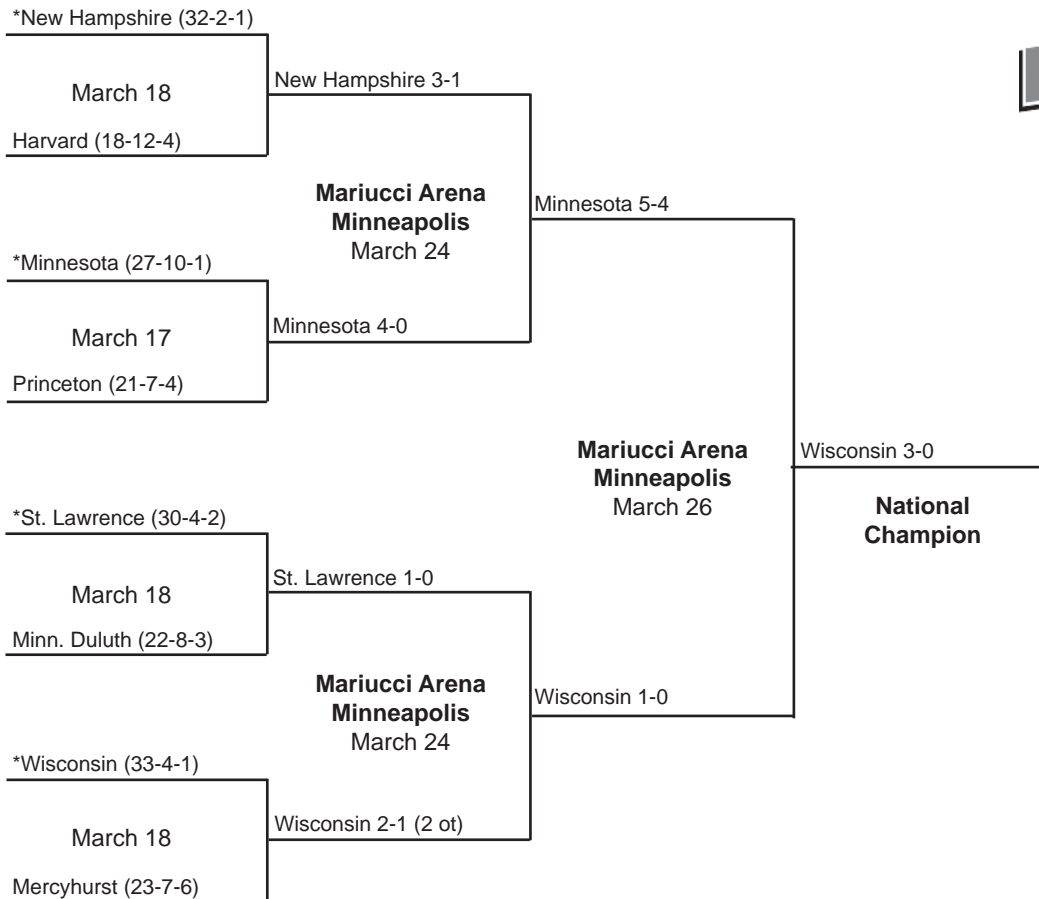 *New Hampshire (32-2-1)
March 18
Harvard (18-12-4)
New Hampshire 3-1
Mariucci Arena
Minneapolis
March 24
*Minnesota (27-10-1)
March 17
Princeton (21-7-4)
Minnesota 4-0
Minnesota 5-4
Mariucci Arena
Minneapolis
March 26
Wisconsin 3-0
National
Champion
*St. Lawrence (30-4-2)
March 18
Minn. Duluth (22-8-3)
St. Lawrence 1-0
Mariucci Arena
Minneapolis
March 24
Wisconsin 1-0
*Wisconsin (33-4-1)
March 18
Mercyhurst (23-7-6)
Wisconsin 2-1 (2 ot)